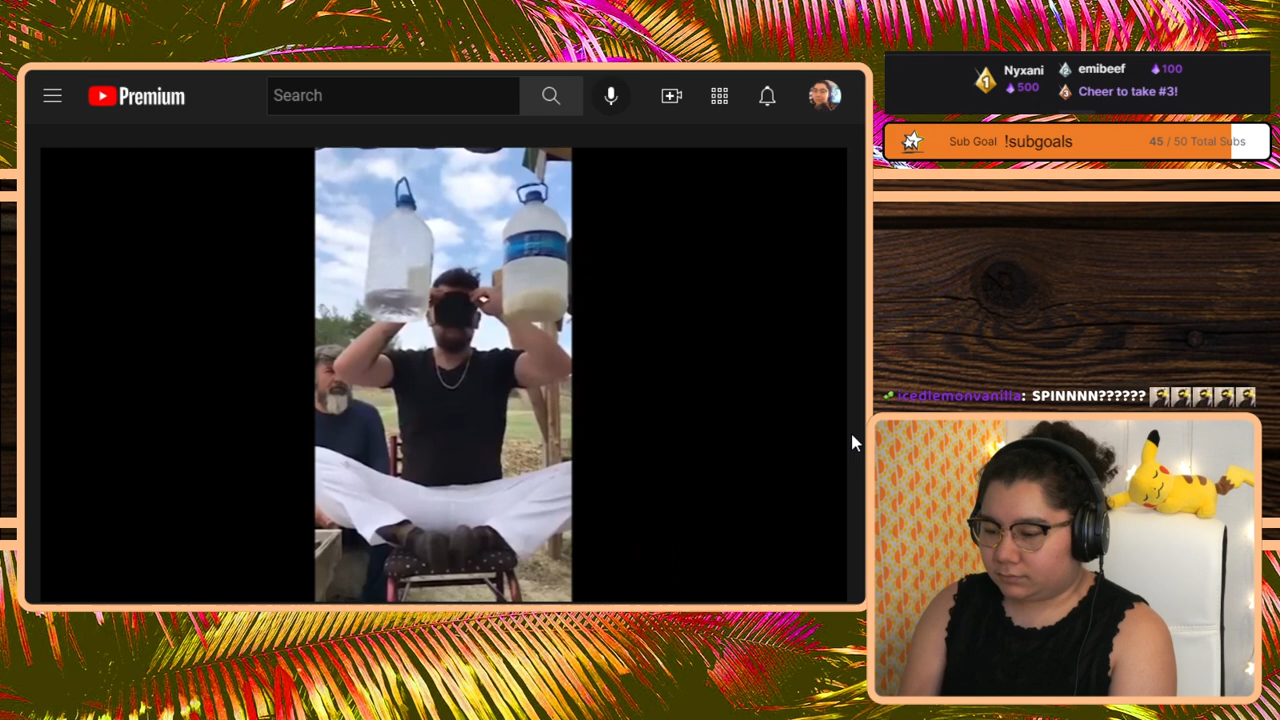 Premium
Search
Nyxani
500
emibeef
100
Cheer to take #3!
Sub Goal !subgoals
45 / 50 Total Subs
icedlemonvanilla: SPINNNN??????